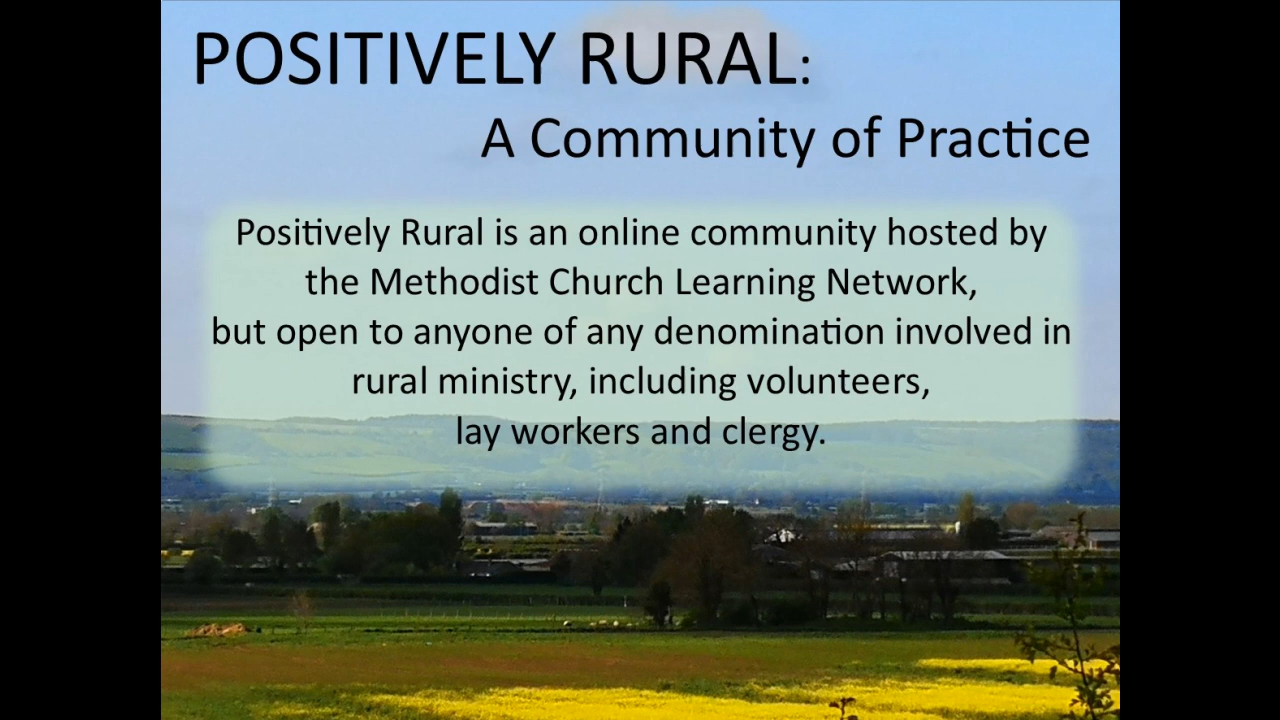 POSITIVELY RURAL:
A Community of Practice
Positively Rural is an online community hosted by
the Methodist Church Learning Network,
but open to anyone of any denomination involved in
rural ministry, including volunteers,
lay workers and clergy.